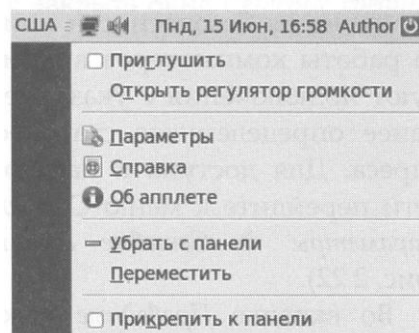 США Пнд, 15 Июн, 16:58 Author
Приглушить
Открыть регулятор громкости
Параметры
Справка
Об апплете
Убрать с панели
Переместить
Прикрепить к панели